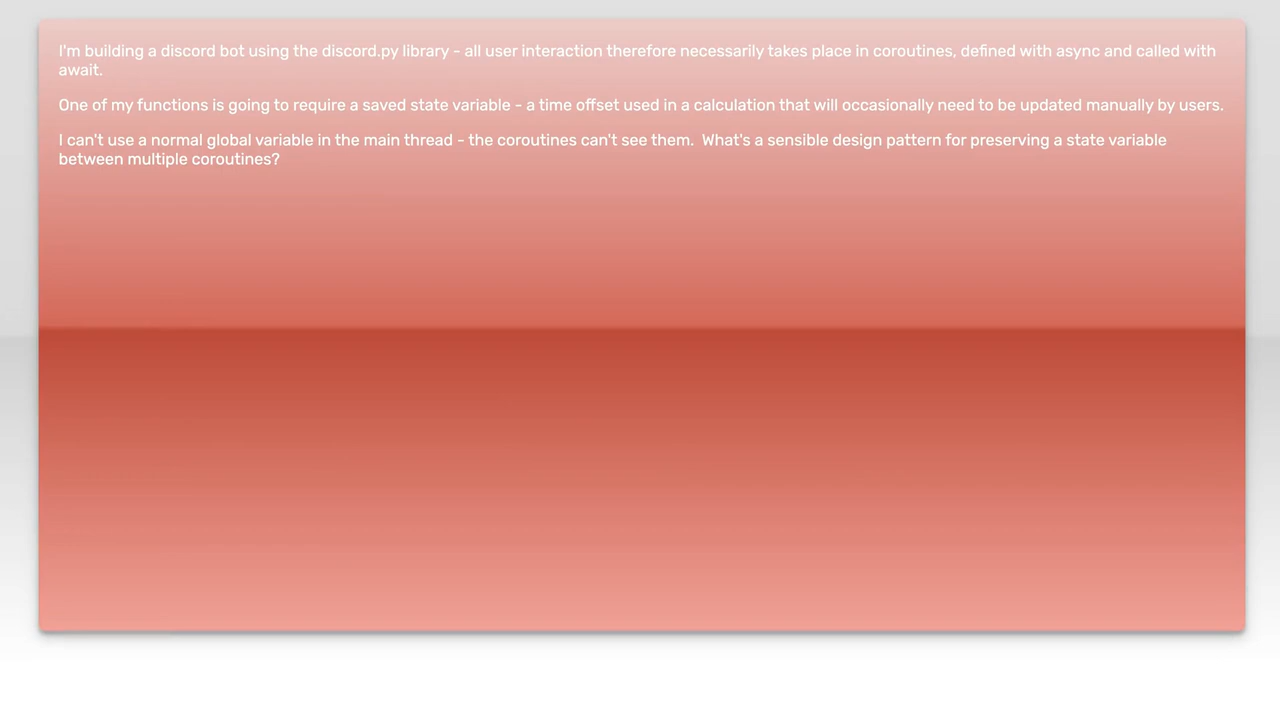 I'm building a discord bot using the discord.py library - all user interaction therefore necessarily takes place in coroutines, defined with async and called with
await.
One of my functions is going to require a saved state variable - a time offset used in a calculation that will occasionally need to be updated manually by users.
I can't use a normal global variable in the main thread - the coroutines can't see them.  What's a sensible design pattern for preserving a state variable
between multiple coroutines?